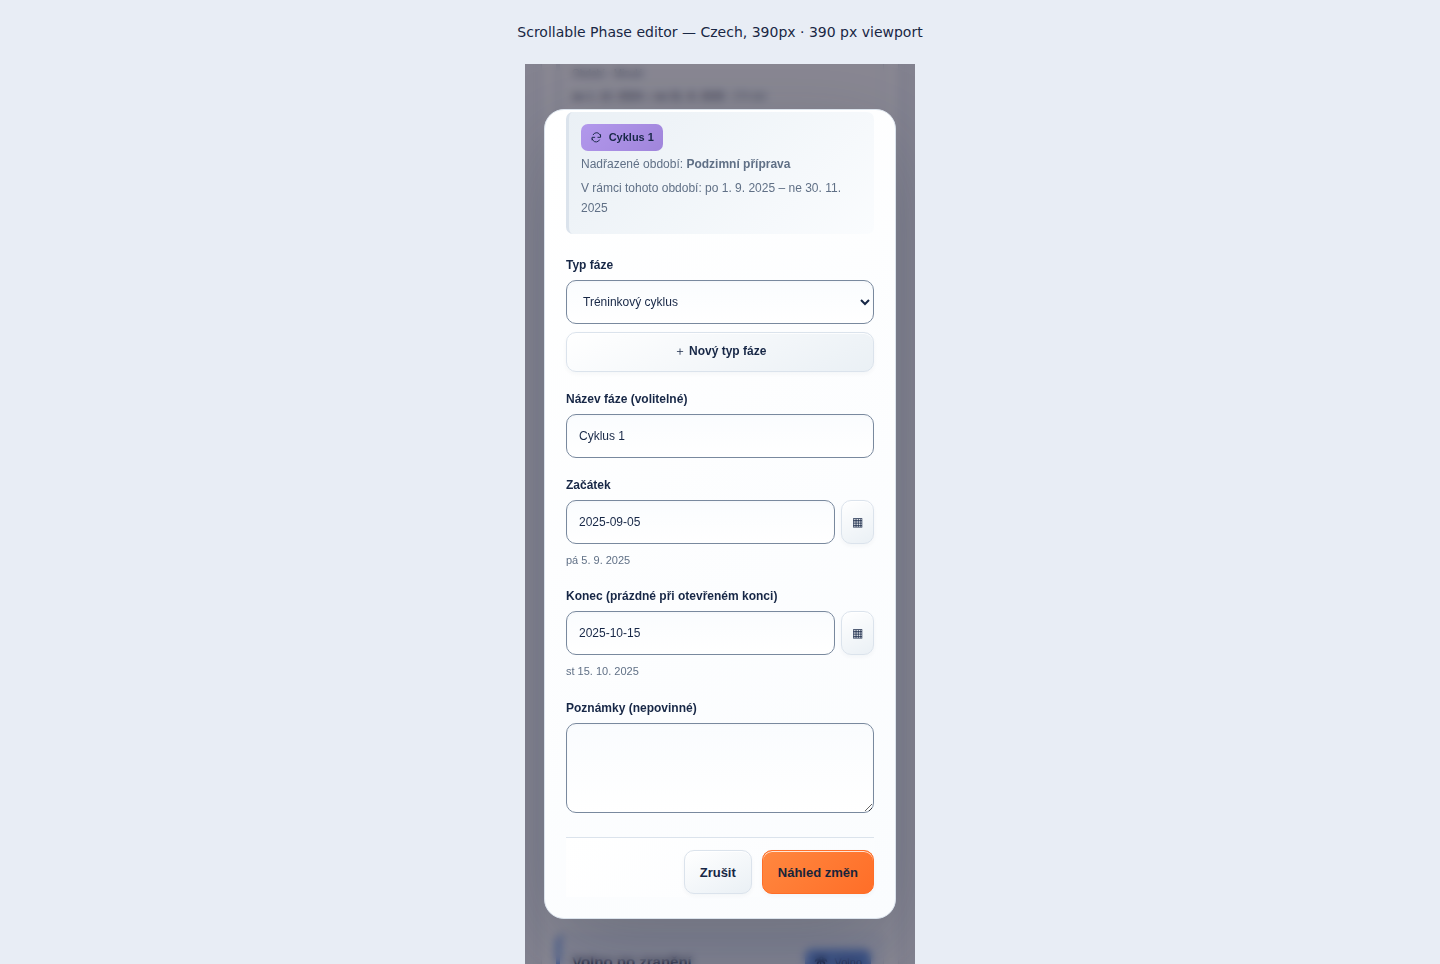 Scrollable Phase editor — Czech, 390px · 390 px viewport
Cyklus 1
Nadřazené období: Podzimní příprava
V rámci tohoto období: po 1. 9. 2025 – ne 30. 11.
2025
Typ fáze
Tréninkový cyklus
+ Nový typ fáze
Název fáze (volitelné)
Cyklus 1
Začátek
2025-09-05
pá 5. 9. 2025
Konec (prázdné při otevřeném konci)
2025-10-15
st 15. 10. 2025
Poznámky (nepovinné)
Zrušit
Náhled změn